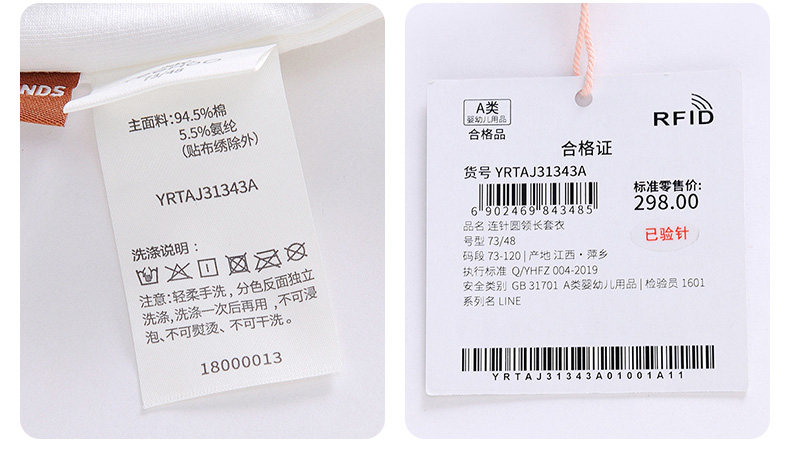 NDS
73/48
主面料:94.5%棉
5.5%氨纶
(贴布绣除外)
YRTAJ31343A
洗涤说明:
注意:轻柔手洗,分色反面独立
洗涤,洗涤一次后再用,不可浸
泡、不可熨烫、不可干洗。
18000013
A类
婴幼儿用品
合格品
RFID
合格证
货号 YRTAJ31343A
6 902469 843485
标准零售价:
298.00
已验针
品名 连针圆领长套衣
号型 73/48
码段 73-120 | 产地 江西·萍乡
执行标准 Q/YHFZ 004-2019
安全类别 GB 31701 A类婴幼儿用品 | 检验员 1601
系列名 LINE
YRTAJ31343A01001A11